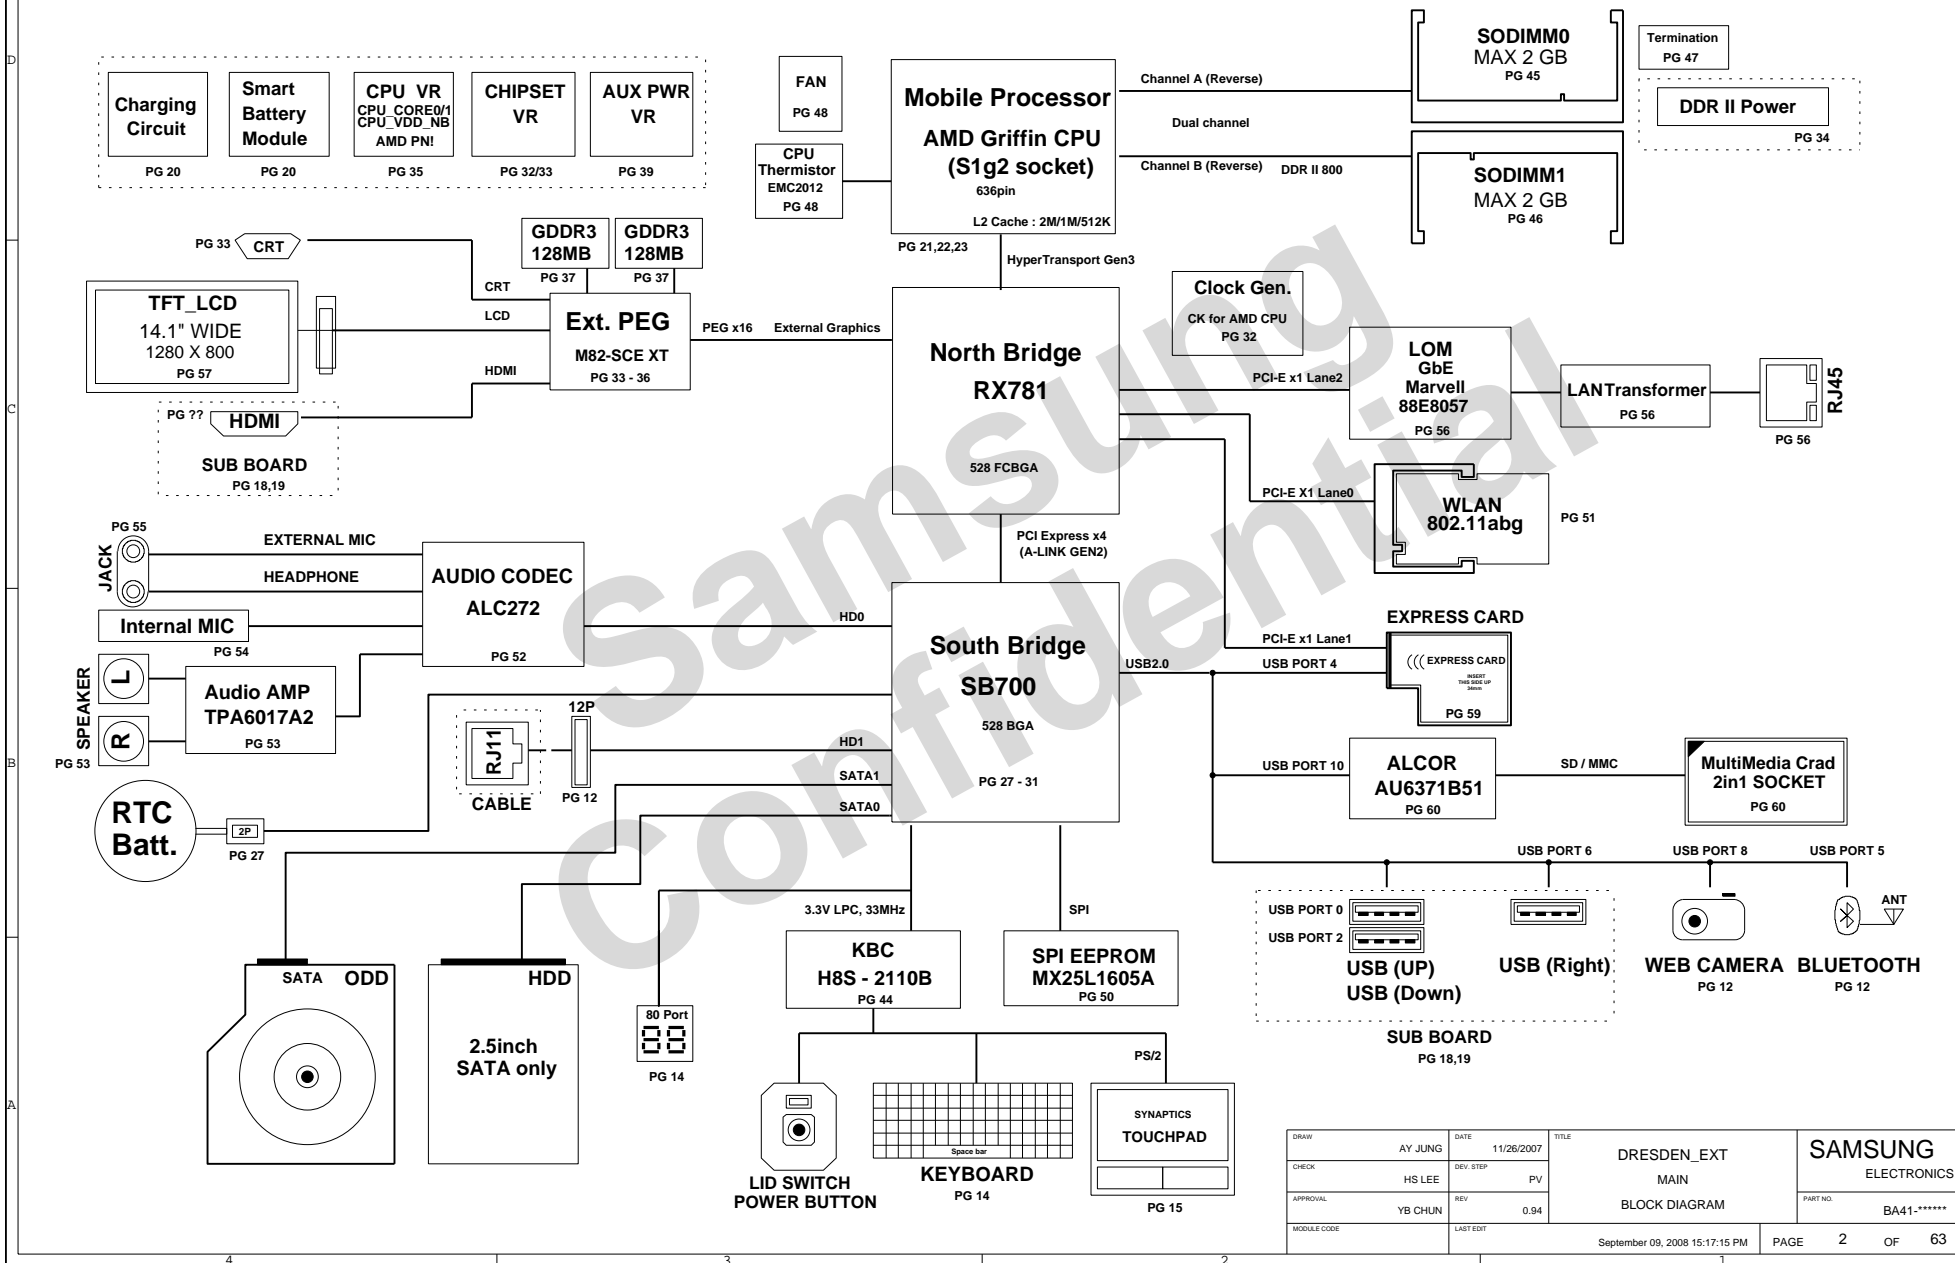 D
C
B
A
Charging
Circuit
PG 20
Smart
Battery
Module
PG 20
CPU VR
CPU_CORE0/1
CPU_VDD_NB
AMD PN!
PG 35
CHIPSET
VR
PG 32/33
AUX PWR
VR
PG 39
FAN
PG 48
CPU
Thermistor
EMC2012
PG 48
Mobile Processor
AMD Griffin CPU
(S1g2 socket)
636pin
L2 Cache : 2M/1M/512K
PG 21,22,23
HyperTransport Gen3
Channel A (Reverse)
Dual channel
Channel B (Reverse)
DDR II 800
SODIMM0
MAX 2 GB
PG 45
SODIMM1
MAX 2 GB
PG 46
Termination
PG 47
DDR II Power
PG 34
PG 33
CRT
GDDR3
128MB
PG 37
GDDR3
128MB
PG 37
TFT_LCD
14.1" WIDE
1280 X 800
PG 57
CRT
LCD
HDMI
Ext. PEG
M82-SCE XT
PG 33 - 36
PEG x16
External Graphics
PG ??
HDMI
SUB BOARD
PG 18,19
North Bridge
RX781
528 FCBGA
Clock Gen.
CK for AMD CPU
PG 32
PCI-E x1 Lane2
LOM
GbE
Marvell
88E8057
PG 56
LANTransformer
PG 56
RJ45
PG 56
PCI-E X1 Lane0
WLAN
802.11abg
PG 51
PCI Express x4
(A-LINK GEN2)
PG 55
JACK
EXTERNAL MIC
HEADPHONE
Internal MIC
PG 54
AUDIO CODEC
ALC272
PG 52
SPEAKER
L
R
PG 53
Audio AMP
TPA6017A2
PG 53
HD0
South Bridge
SB700
528 BGA
PG 27 - 31
USB2.0
PCI-E x1 Lane1
USB PORT 4
EXPRESS CARD
EXPRESS CARD
INSERT
THIS SIDE UP
34mm
PG 59
RJ11
CABLE
12P
PG 12
HD1
SATA1
SATA0
RTC
Batt.
2P
PG 27
USB PORT 10
ALCOR
AU6371B51
PG 60
SD / MMC
MultiMedia Crad
2in1 SOCKET
PG 60
USB PORT 6
USB PORT 8
USB PORT 5
USB PORT 0
USB PORT 2
USB (UP)
USB (Down)
USB (Right)
SUB BOARD
PG 18,19
WEB CAMERA
PG 12
ANT
BLUETOOTH
PG 12
SATA
ODD
HDD
2.5inch
SATA only
80 Port
88
PG 14
3.3V LPC, 33MHz
SPI
KBC
H8S - 2110B
PG 44
SPI EEPROM
MX25L1605A
PG 50
PS/2
LID SWITCH
POWER BUTTON
Space bar
KEYBOARD
PG 14
SYNAPTICS
TOUCHPAD
PG 15
Samsung
Confidential
DRAW
AY JUNG
DATE
11/26/2007
TITLE
DRESDEN_EXT
MAIN
BLOCK DIAGRAM
SAMSUNG
ELECTRONICS
CHECK
HS LEE
DEV. STEP
PV
APPROVAL
YB CHUN
REV
0.94
PART NO.
BA41-******
MODULE CODE
LAST EDIT
September 09, 2008 15:17:15 PM
PAGE 2 OF 63
4
3
2
1